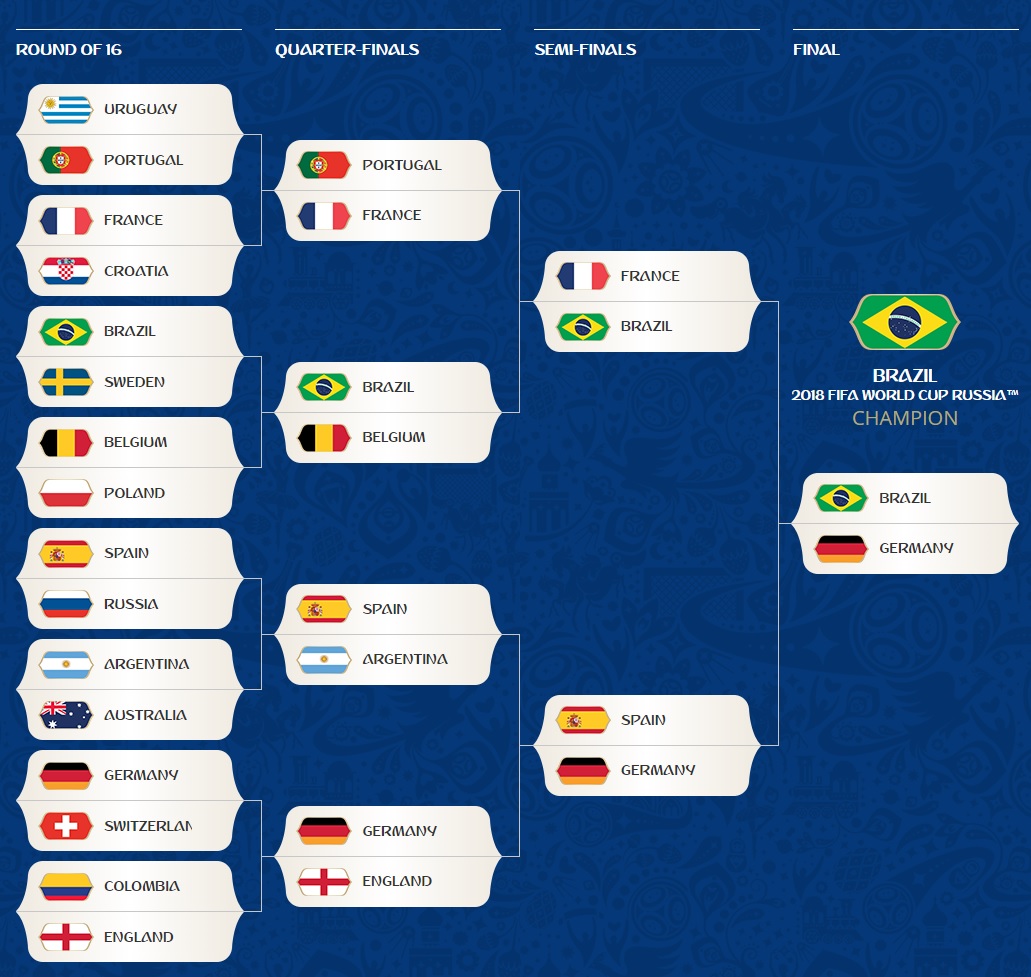 ROUND OF 16
URUGUAY
PORTUGAL
FRANCE
CROATIA
BRAZIL
SWEDEN
BELGIUM
POLAND
SPAIN
RUSSIA
ARGENTINA
AUSTRALIA
GERMANY
SWITZERLAN
COLOMBIA
ENGLAND
QUARTER-FINALS
PORTUGAL
FRANCE
BRAZIL
BELGIUM
SPAIN
ARGENTINA
GERMANY
ENGLAND
SEMI-FINALS
FRANCE
BRAZIL
SPAIN
GERMANY
FINAL
BRAZIL
2018 FIFA WORLD CUP RUSSIA™
CHAMPION
BRAZIL
GERMANY